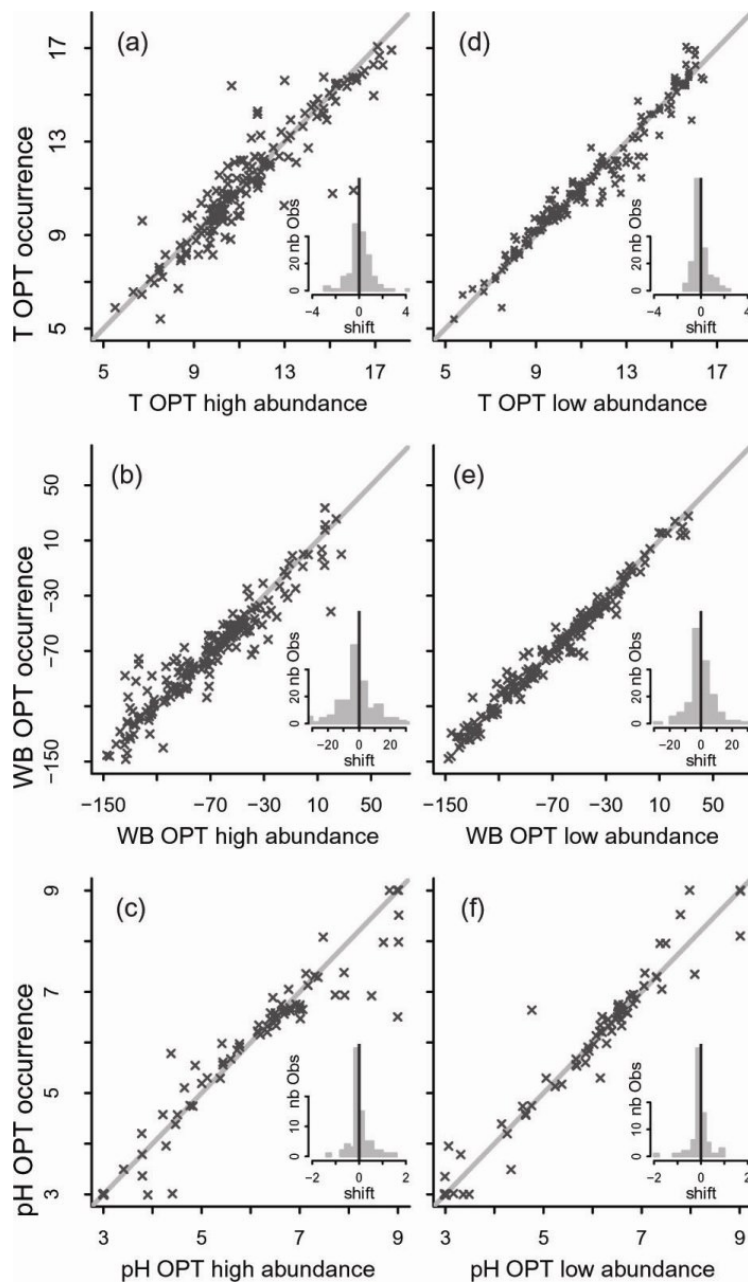 (a)
17
13
9
5
T OPT occurrence
nb Obs
0 20
−4 0 4
shift
5 9 13 17
T OPT high abundance
(d)
nb Obs
0 20
−4 0 4
shift
5 9 13 17
T OPT low abundance
(b)
50
10
−30
−70
−150
WB OPT occurrence
nb Obs
0 20
−20 0 20
shift
−150 −70 −30 10 50
WB OPT high abundance
(e)
nb Obs
0 20
−20 0 20
shift
−150 −70 −30 10 50
WB OPT low abundance
(c)
9
7
5
3
pH OPT occurrence
nb Obs
0 10
−2 0 2
shift
3 5 7 9
pH OPT high abundance
(f)
nb Obs
0 10
−2 0 2
shift
3 5 7 9
pH OPT low abundance